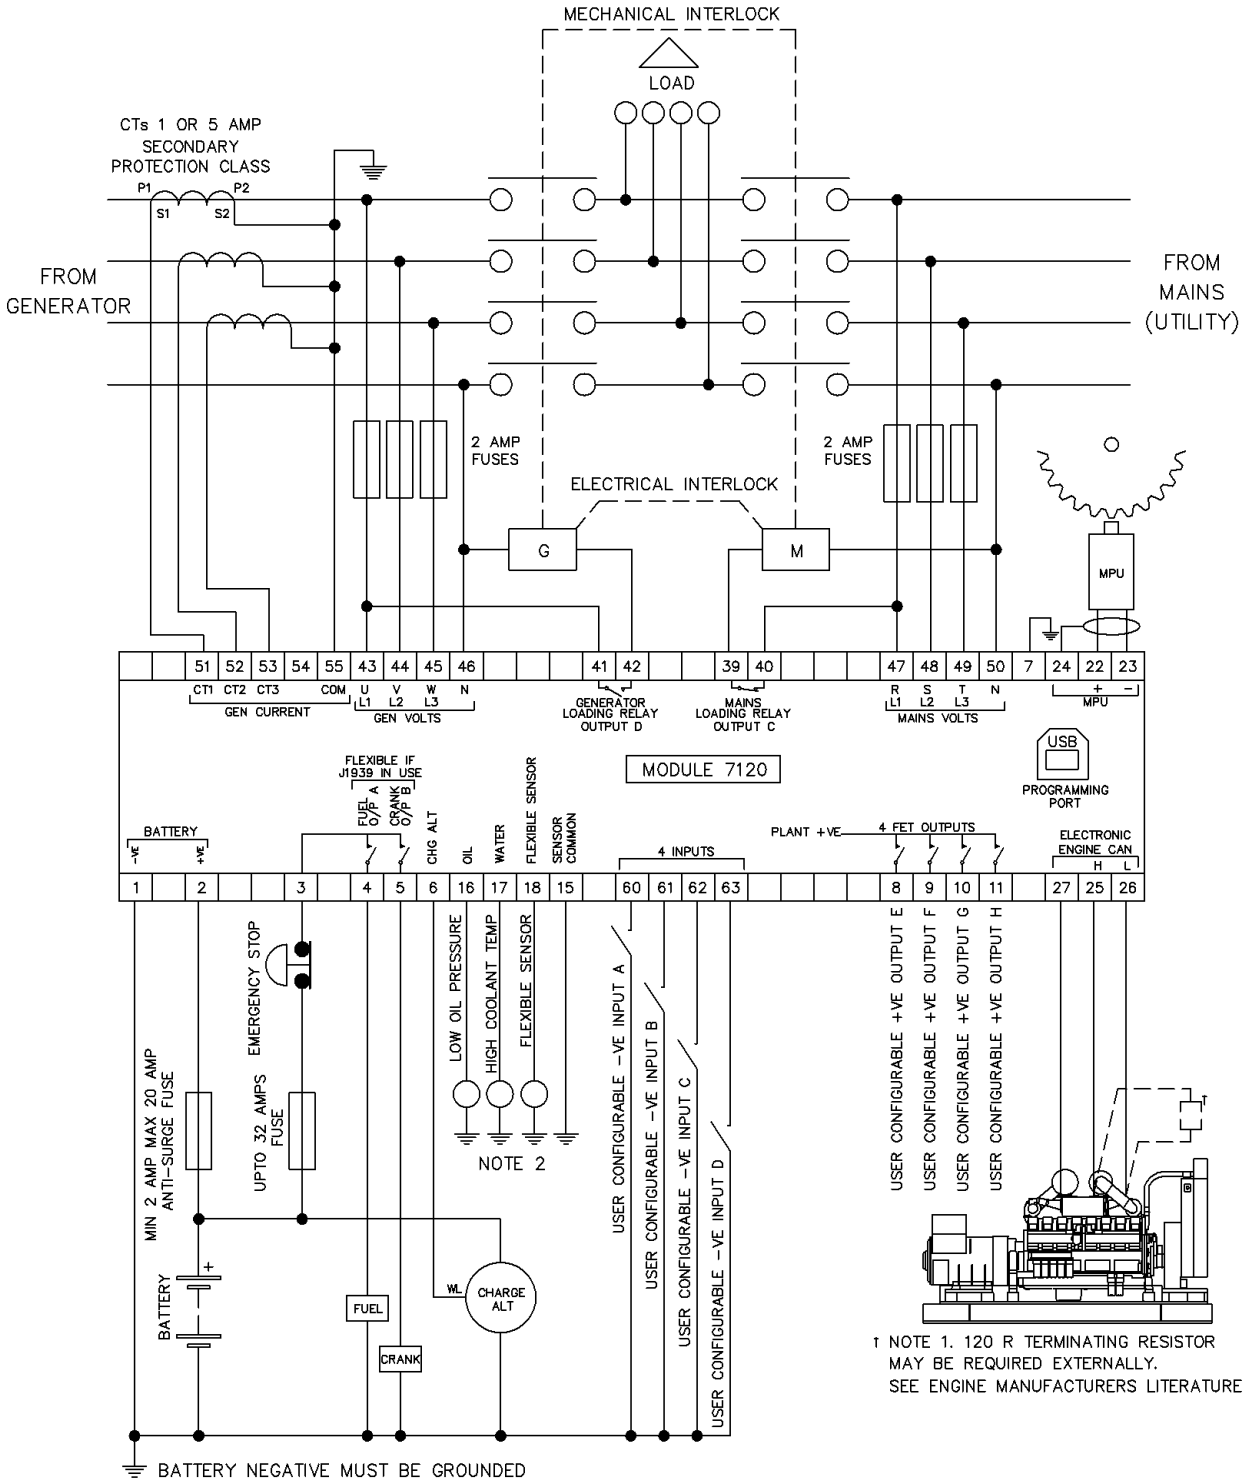 MECHANICAL INTERLOCK
LOAD
CTs 1 OR 5 AMP
SECONDARY
PROTECTION CLASS
P1
P2
S1
S2
FROM
GENERATOR
FROM
MAINS
(UTILITY)
2 AMP
FUSES
2 AMP
FUSES
ELECTRICAL INTERLOCK
G
M
MPU
51
52
53
54
55
43
44
45
46
41
42
39
40
47
48
49
50
7
24
22
23
CT1
CT2
CT3
COM
GEN CURRENT
U
V
W
N
L1
L2
L3
GEN VOLTS
GENERATOR
LOADING RELAY
OUTPUT D
MAINS
LOADING RELAY
OUTPUT C
R
S
T
N
L1
L2
L3
MAINS VOLTS
+
−
MPU
USB
PROGRAMMING
PORT
MODULE 7120
FLEXIBLE IF
J1939 IN USE
FUEL
O/P A
CRANK
O/P B
CHG ALT
OIL
WATER
FLEXIBLE SENSOR
SENSOR
COMMON
BATTERY
-VE
+VE
4 INPUTS
PLANT +VE
4 FET OUTPUTS
ELECTRONIC
ENGINE CAN
H
L
1
2
3
4
5
6
16
17
18
15
60
61
62
63
8
9
10
11
27
25
26
EMERGENCY STOP
MIN 2 AMP MAX 20 AMP
ANTI-SURGE FUSE
UPTO 32 AMPS
FUSE
LOW OIL PRESSURE
HIGH COOLANT TEMP
FLEXIBLE SENSOR
NOTE 2
USER CONFIGURABLE -VE INPUT A
USER CONFIGURABLE -VE INPUT B
USER CONFIGURABLE -VE INPUT C
USER CONFIGURABLE -VE INPUT D
USER CONFIGURABLE +VE OUTPUT E
USER CONFIGURABLE +VE OUTPUT F
USER CONFIGURABLE +VE OUTPUT G
USER CONFIGURABLE +VE OUTPUT H
†
BATTERY
+
FUEL
CRANK
WL
CHARGE
ALT
† NOTE 1. 120 R TERMINATING RESISTOR
MAY BE REQUIRED EXTERNALLY.
SEE ENGINE MANUFACTURERS LITERATURE
BATTERY NEGATIVE MUST BE GROUNDED